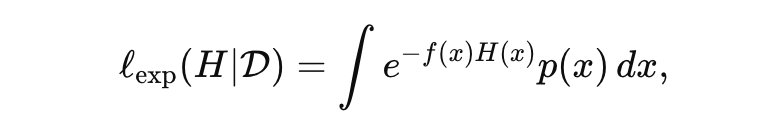 ℓ_exp(H|𝒟) = ∫ e^{−f(x)H(x)} p(x) dx,